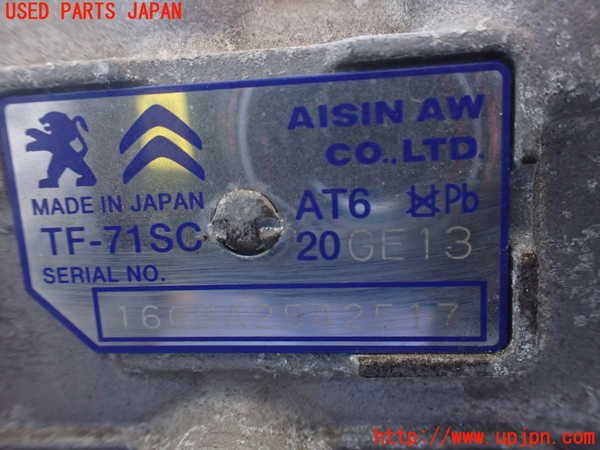 USED PARTS JAPAN
AISIN AW
CO.,LTD.
MADE IN JAPAN
AT6 Pb
TF-71SC
20GE13
SERIAL NO.
http://www.upjpn.com